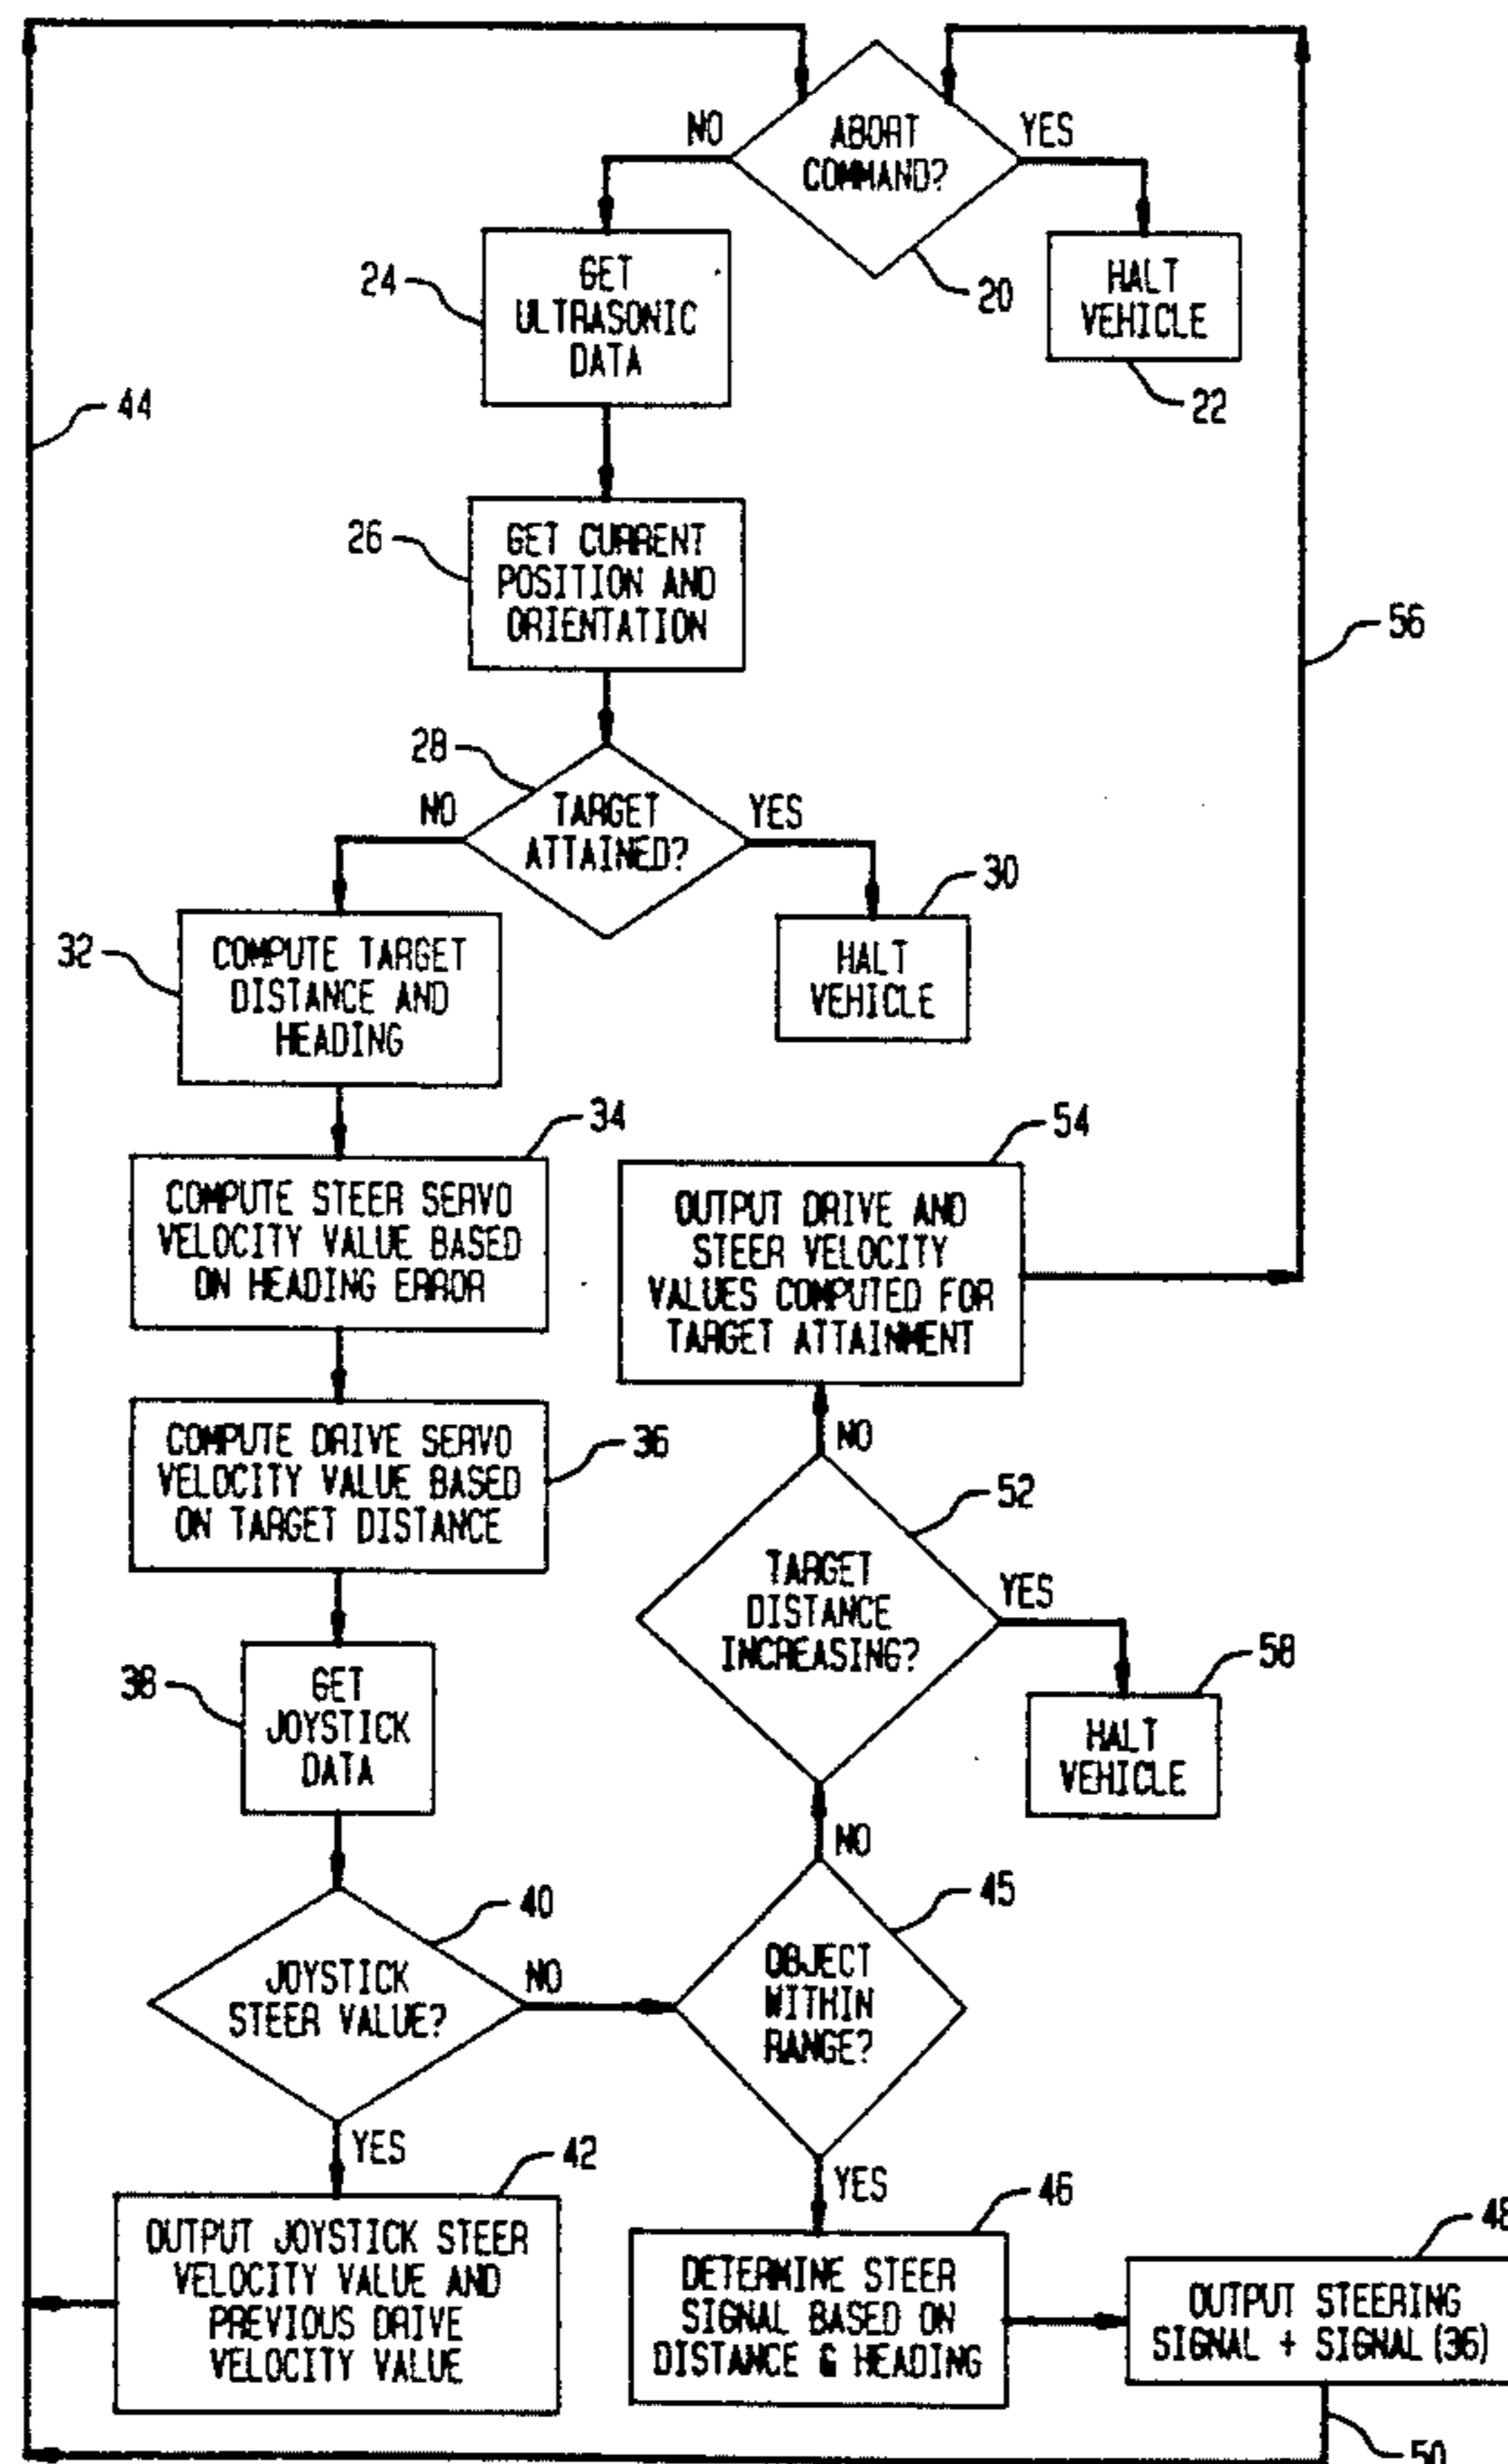 ABORT
COMMAND?
NO
YES
20
HALT
VEHICLE
22
24
GET
ULTRASONIC
DATA
44
26
GET CURRENT
POSITION AND
ORIENTATION
56
28
TARGET
ATTAINED?
NO
YES
30
HALT
VEHICLE
32
COMPUTE TARGET
DISTANCE AND
HEADING
34
COMPUTE STEER SERVO
VELOCITY VALUE BASED
ON HEADING ERROR
54
OUTPUT DRIVE AND
STEER VELOCITY
VALUES COMPUTED FOR
TARGET ATTAINMENT
36
COMPUTE DRIVE SERVO
VELOCITY VALUE BASED
ON TARGET DISTANCE
NO
52
TARGET
DISTANCE
INCREASING?
YES
58
HALT
VEHICLE
38
GET
JOYSTICK
DATA
NO
40
JOYSTICK
STEER VALUE?
NO
45
OBJECT
WITHIN
RANGE?
YES
42
OUTPUT JOYSTICK STEER
VELOCITY VALUE AND
PREVIOUS DRIVE
VELOCITY VALUE
YES
46
DETERMINE STEER
SIGNAL BASED ON
DISTANCE & HEADING
48
OUTPUT STEERING
SIGNAL + SIGNAL (36)
50